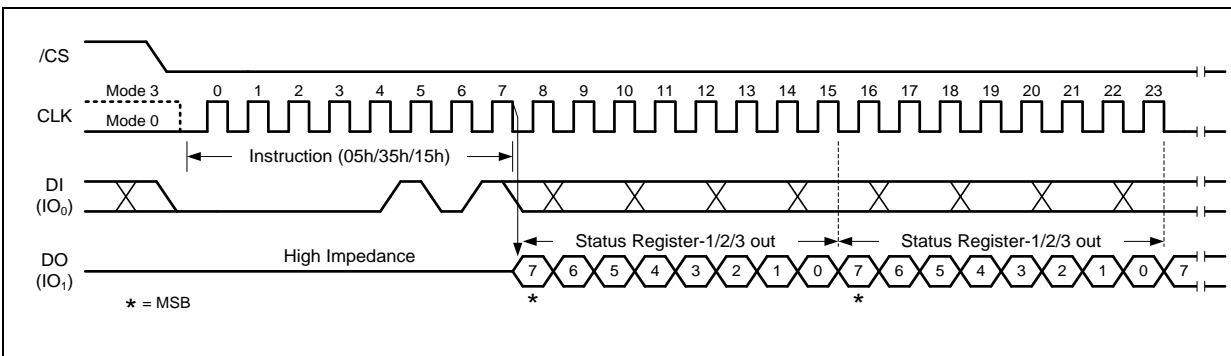 /CS
Mode 3
CLK
Mode 0
0 1 2 3 4 5 6 7 8 9 10 11 12 13 14 15 16 17 18 19 20 21 22 23
Instruction (05h/35h/15h)
DI
(IO₀)
Status Register-1/2/3 out Status Register-1/2/3 out
High Impedance
DO
(IO₁)
7 6 5 4 3 2 1 0 7 6 5 4 3 2 1 0 7
* *
* = MSB